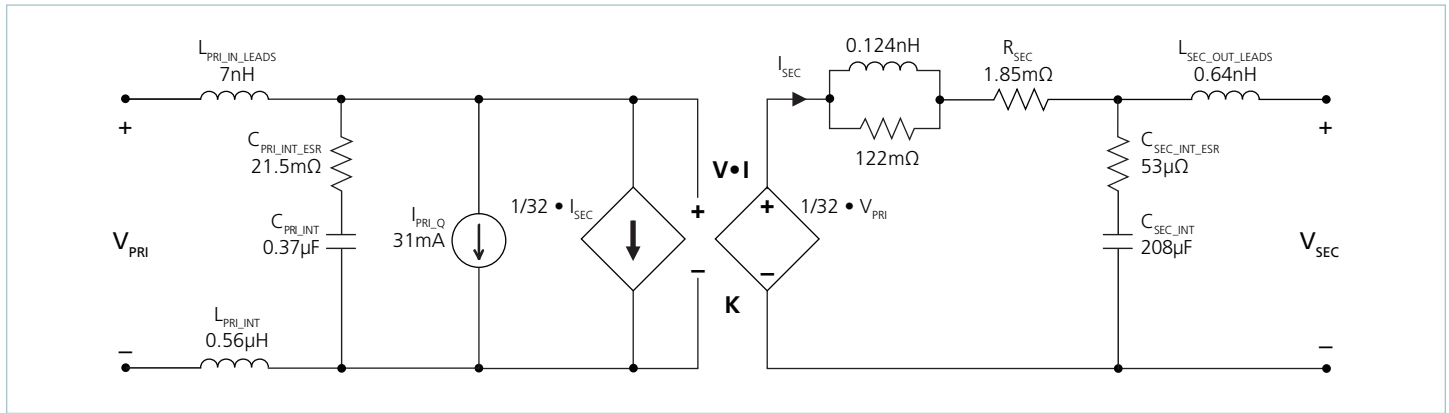 L_PRI_IN_LEADS
7nH
+
C_PRI_INT_ESR
21.5mΩ
C_PRI_INT
0.37µF
V_PRI
L_PRI_INT
0.56µH
–
I_PRI_Q
31mA
1/32 • I_SEC
+
–
V•I
K
+
–
1/32 • V_PRI
I_SEC
0.124nH
122mΩ
R_SEC
1.85mΩ
L_SEC_OUT_LEADS
0.64nH
+
C_SEC_INT_ESR
53µΩ
C_SEC_INT
208µF
V_SEC
–